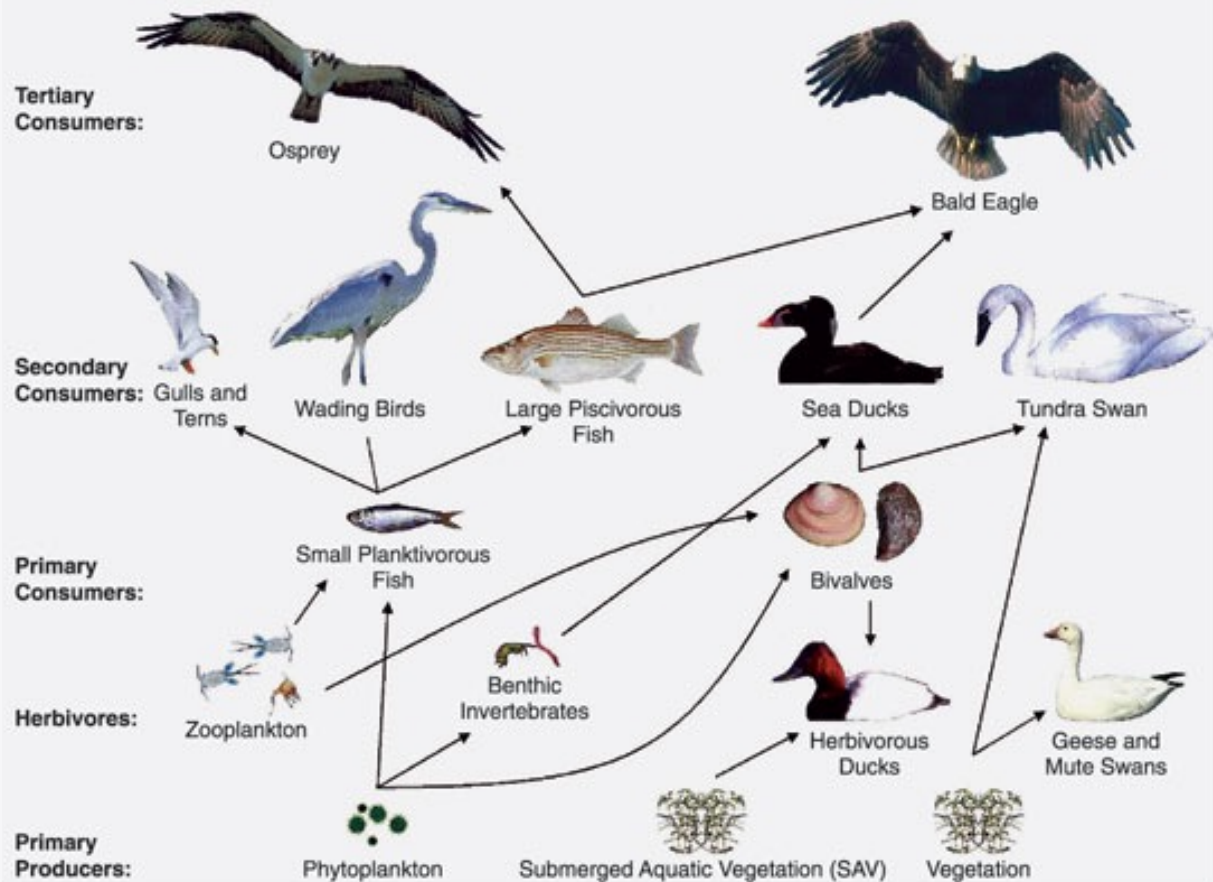 Tertiary
Consumers:
Osprey
Bald Eagle
Secondary
Consumers:
Gulls and
Terns
Wading Birds
Large Piscivorous
Fish
Sea Ducks
Tundra Swan
Primary
Consumers:
Small Planktivorous
Fish
Bivalves
Herbivores:
Zooplankton
Benthic
Invertebrates
Herbivorous
Ducks
Geese and
Mute Swans
Primary
Producers:
Phytoplankton
Submerged Aquatic Vegetation (SAV)
Vegetation